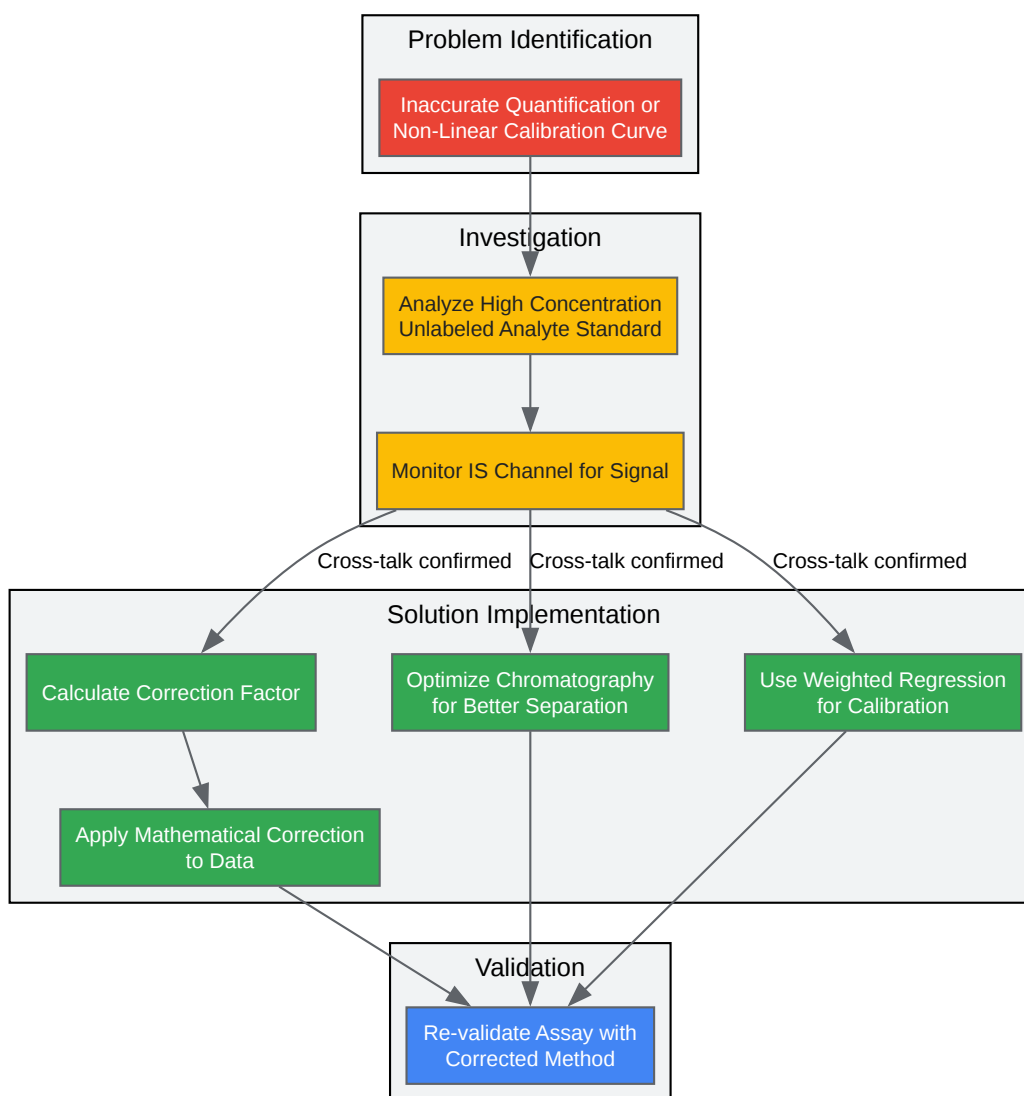 Problem Identification
Inaccurate Quantification or
Non-Linear Calibration Curve
Investigation
Analyze High Concentration
Unlabeled Analyte Standard
Monitor IS Channel for Signal
Cross-talk confirmed
Cross-talk confirmed
Cross-talk confirmed
Solution Implementation
Calculate Correction Factor
Optimize Chromatography
for Better Separation
Use Weighted Regression
for Calibration
Apply Mathematical Correction
to Data
Validation
Re-validate Assay with
Corrected Method